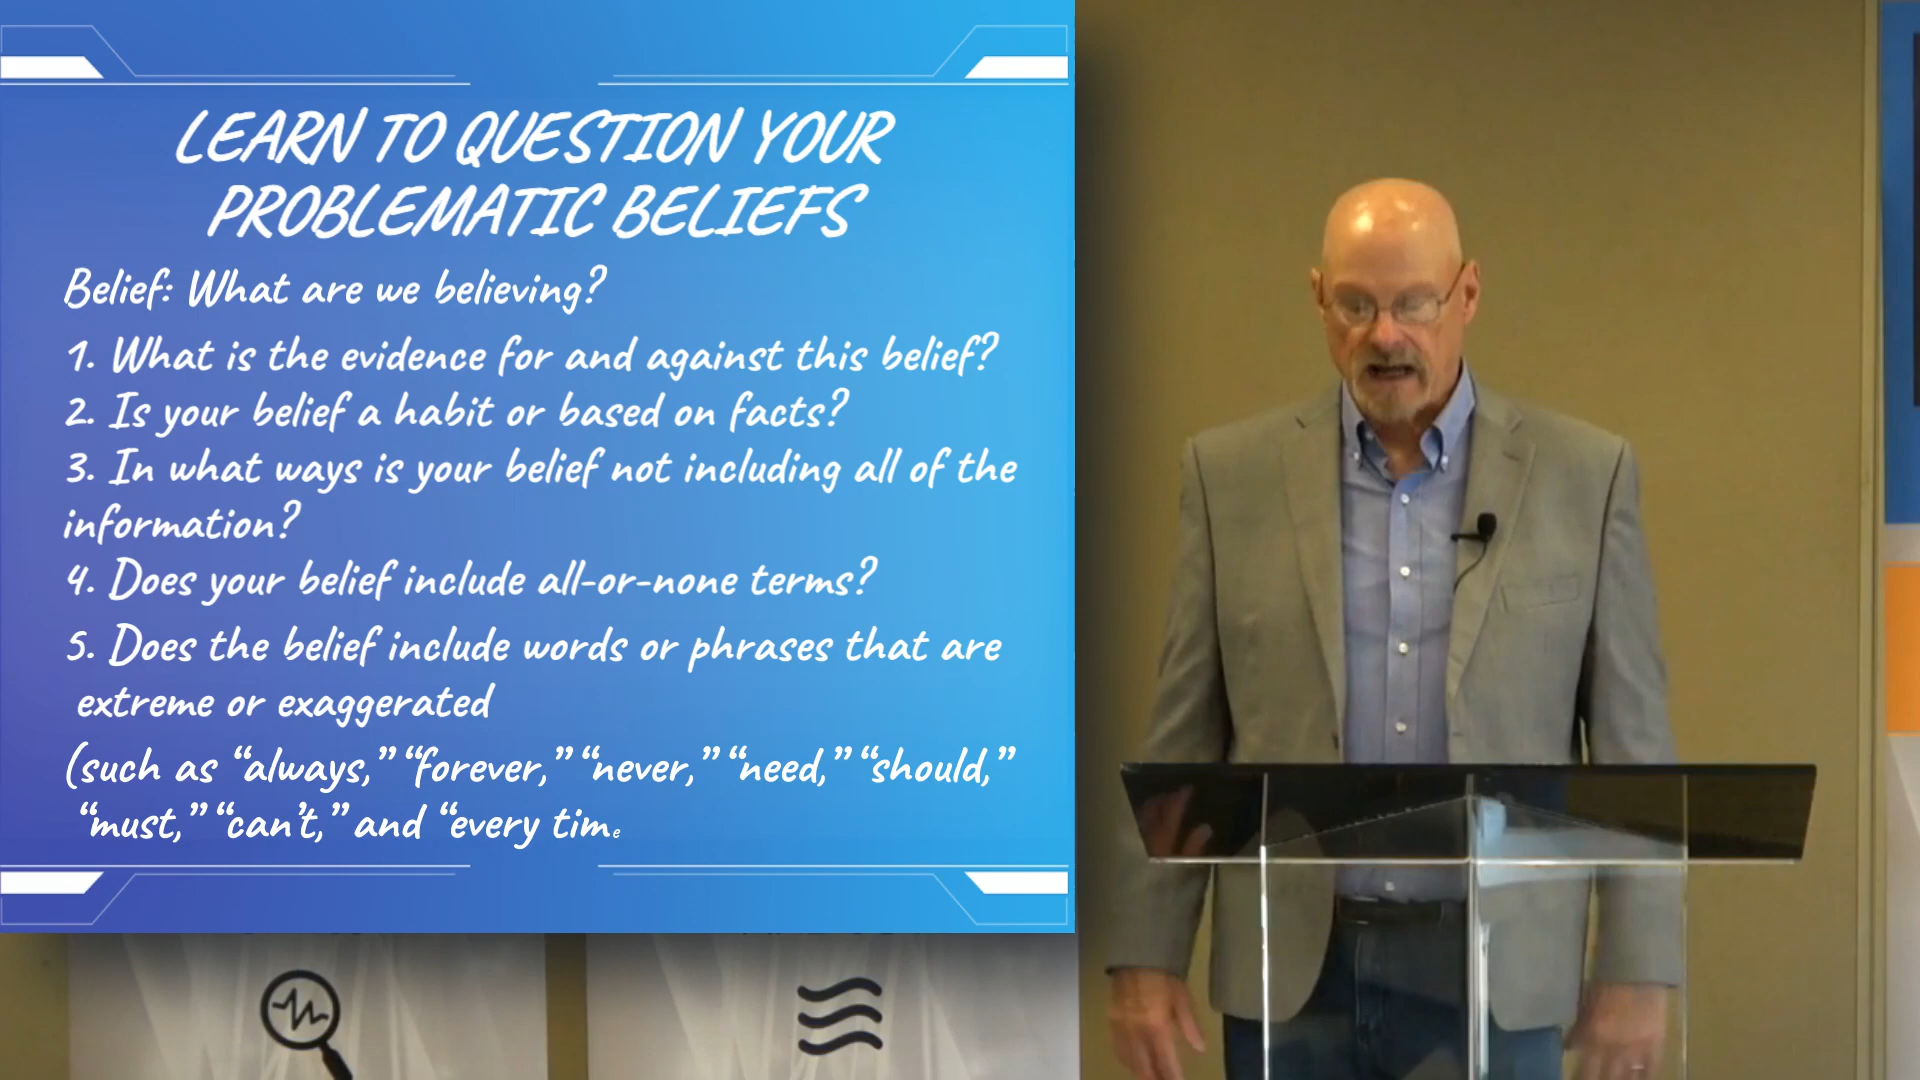 LEARN TO QUESTION YOUR
PROBLEMATIC BELIEFS
Belief: What are we believing?
1. What is the evidence for and against this belief?
2. Is your belief a habit or based on facts?
3. In what ways is your belief not including all of the
information?
4. Does your belief include all-or-none terms?
5. Does the belief include words or phrases that are
extreme or exaggerated
(such as “always,” “forever,” “never,” “need,” “should,”
“must,” “can’t,” and “every time